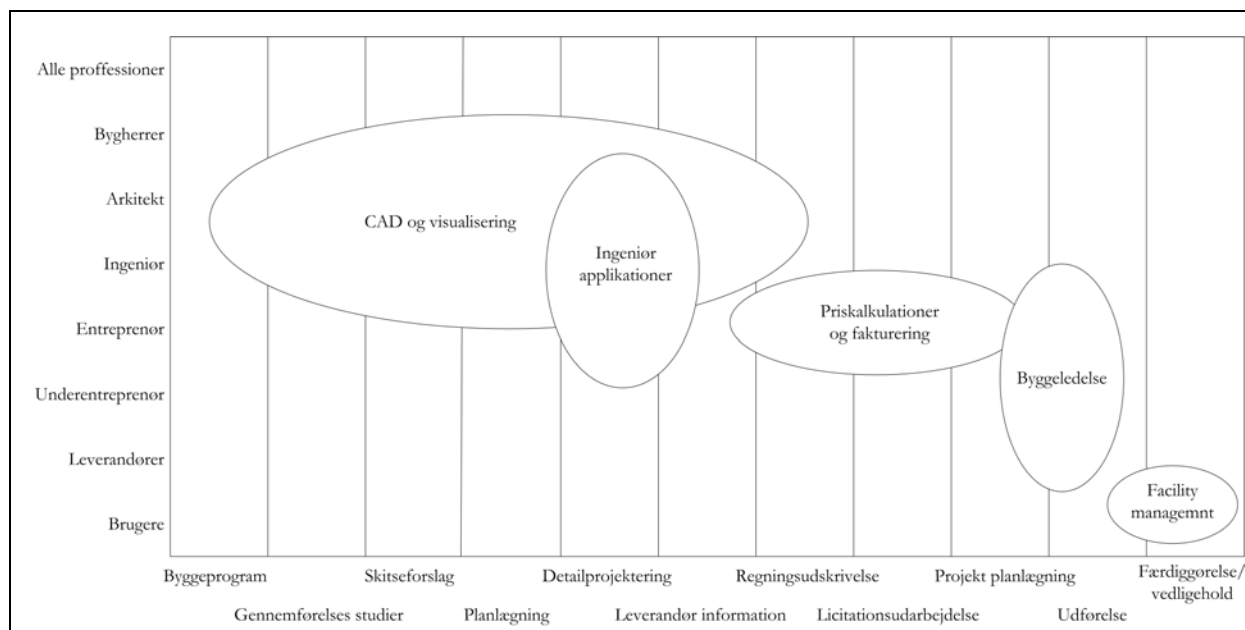 Alle proffessioner
Bygherrer
Arkitekt
CAD og visualisering
Ingeniør
applikationer
Ingeniør
Priskalkulationer
og fakturering
Entreprenør
Byggeledelse
Underentreprenør
Leverandører
Facility
managemnt
Brugere
Byggeprogram
Skitseforslag
Detailprojektering
Regningsudskrivelse
Projekt planlægning
Færdiggørelse/
vedligehold
Gennemførelses studier
Planlægning
Leverandør information
Licitationsudarbejdelse
Udførelse